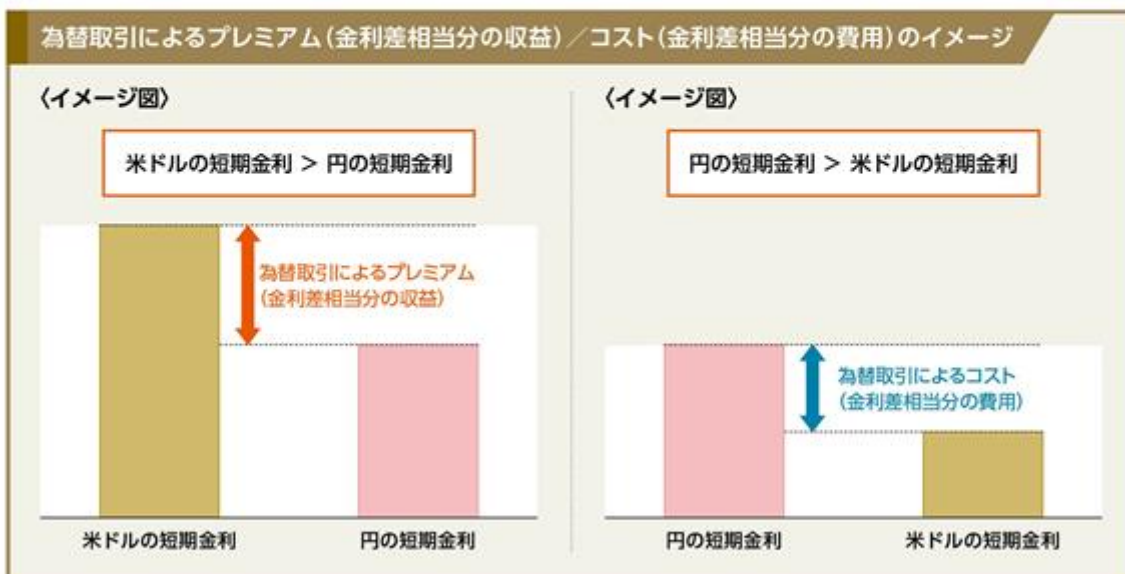 為替取引によるプレミアム(金利差相当分の収益)/コスト(金利差相当分の費用)のイメージ
〈イメージ図〉
米ドルの短期金利 > 円の短期金利
為替取引によるプレミアム
(金利差相当分の収益)
米ドルの短期金利
円の短期金利
〈イメージ図〉
円の短期金利 > 米ドルの短期金利
為替取引によるコスト
(金利差相当分の費用)
円の短期金利
米ドルの短期金利